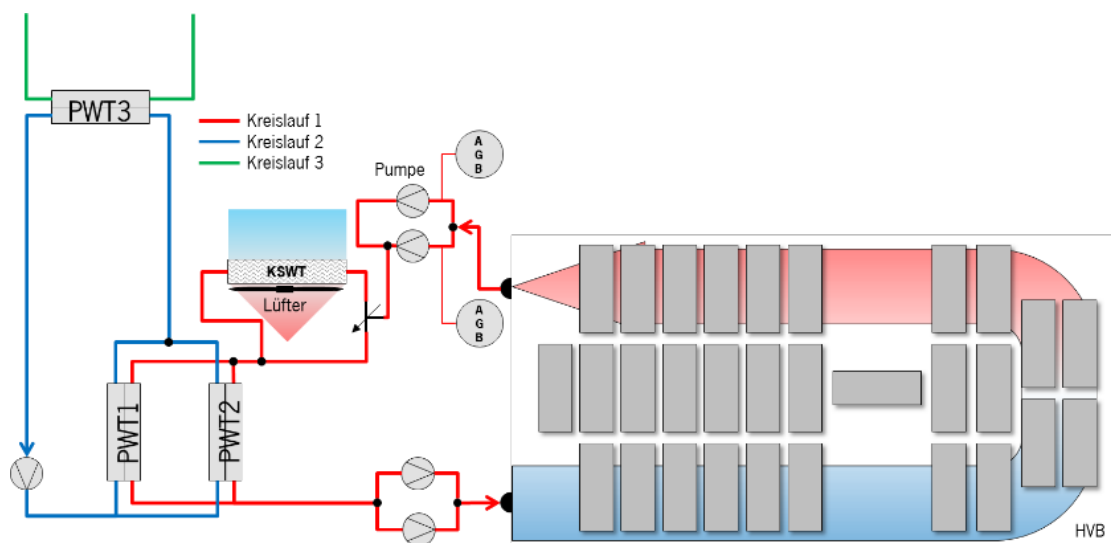 PWT3
Kreislauf 1
Kreislauf 2
Kreislauf 3
Pumpe
A
G
B
KSWT
Lüfter
A
G
B
PWT1
PWT2
HVB